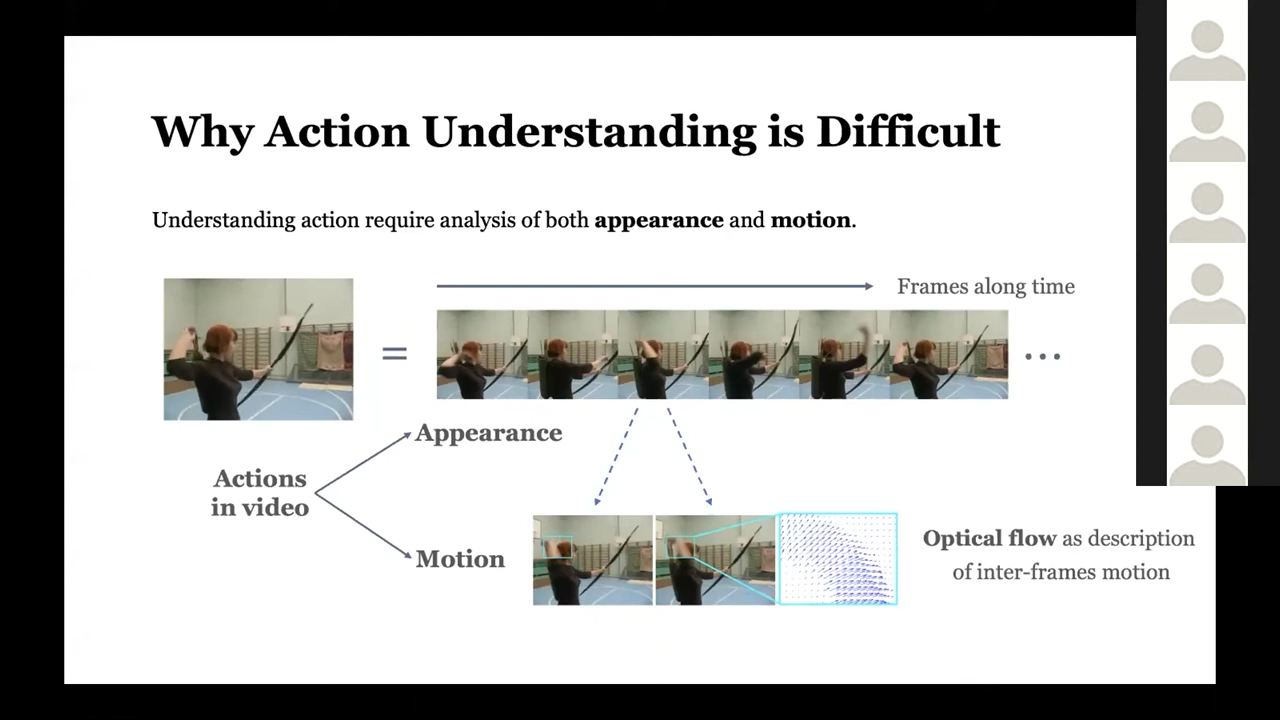 Why Action Understanding is Difficult
Understanding action require analysis of both appearance and motion.
Frames along time
=
...
Appearance
Actions
in video
Motion
Optical flow as description
of inter-frames motion